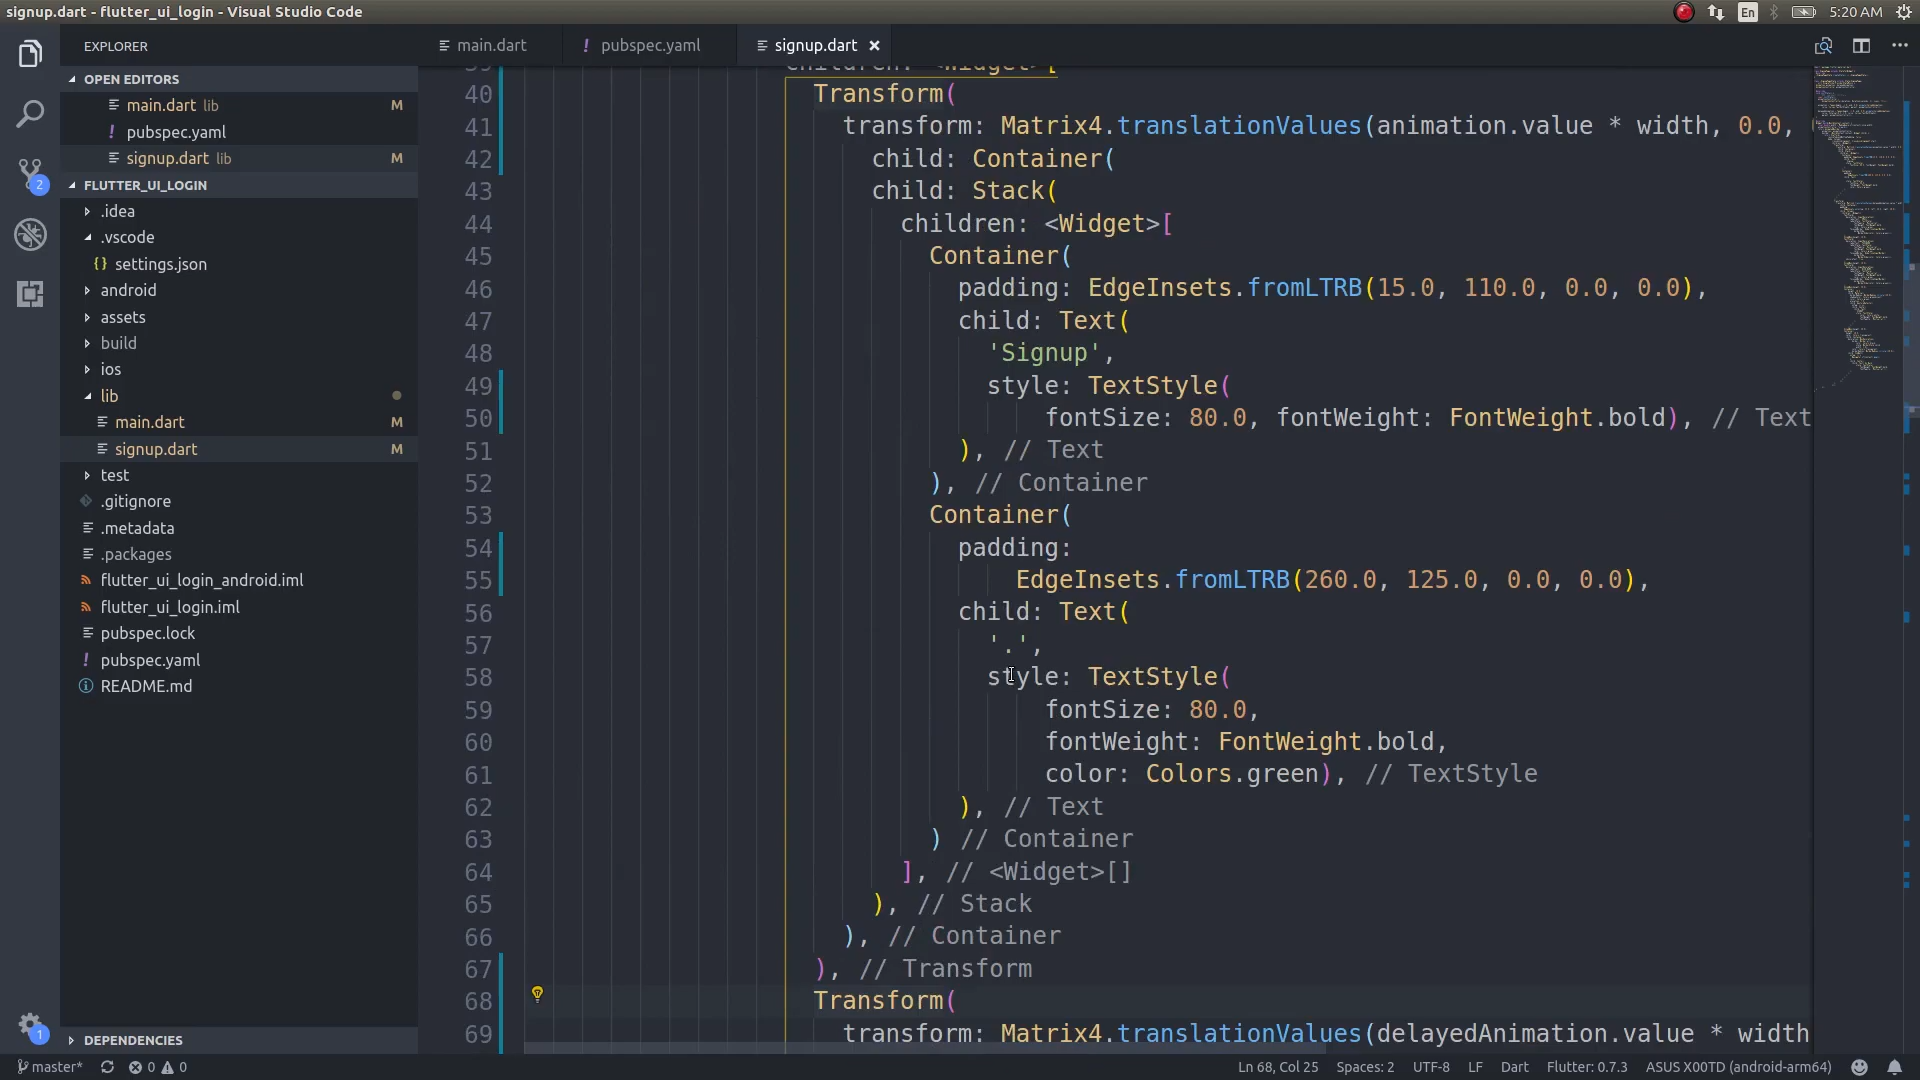 signup.dart - flutter_ui_login - Visual Studio Code
En
5:20 AM
EXPLORER
OPEN EDITORS
main.dart lib M
! pubspec.yaml
signup.dart lib M
FLUTTER_UI_LOGIN
.idea
.vscode
{} settings.json
android
assets
build
ios
lib
main.dart M
signup.dart M
test
.gitignore
.metadata
.packages
flutter_ui_login_android.iml
flutter_ui_login.iml
pubspec.lock
! pubspec.yaml
README.md
DEPENDENCIES
2
1
main.dart
! pubspec.yaml
signup.dart ×
39 children: <Widget>[
40 Transform(
41 transform: Matrix4.translationValues(animation.value * width, 0.0,
42 child: Container(
43 child: Stack(
44 children: <Widget>[
45 Container(
46 padding: EdgeInsets.fromLTRB(15.0, 110.0, 0.0, 0.0),
47 child: Text(
48 'Signup',
49 style: TextStyle(
50 fontSize: 80.0, fontWeight: FontWeight.bold), // Text
51 ), // Text
52 ), // Container
53 Container(
54 padding:
55 EdgeInsets.fromLTRB(260.0, 125.0, 0.0, 0.0),
56 child: Text(
57 '.',
58 style: TextStyle(
59 fontSize: 80.0,
60 fontWeight: FontWeight.bold,
61 color: Colors.green), // TextStyle
62 ), // Text
63 ) // Container
64 ], // <Widget>[]
65 ), // Stack
66 ), // Container
67 ), // Transform
68 Transform(
69 transform: Matrix4.translationValues(delayedAnimation.value * width
master* 0 0
Ln 68, Col 25 Spaces: 2 UTF-8 LF Dart Flutter: 0.7.3 ASUS X00TD (android-arm64)